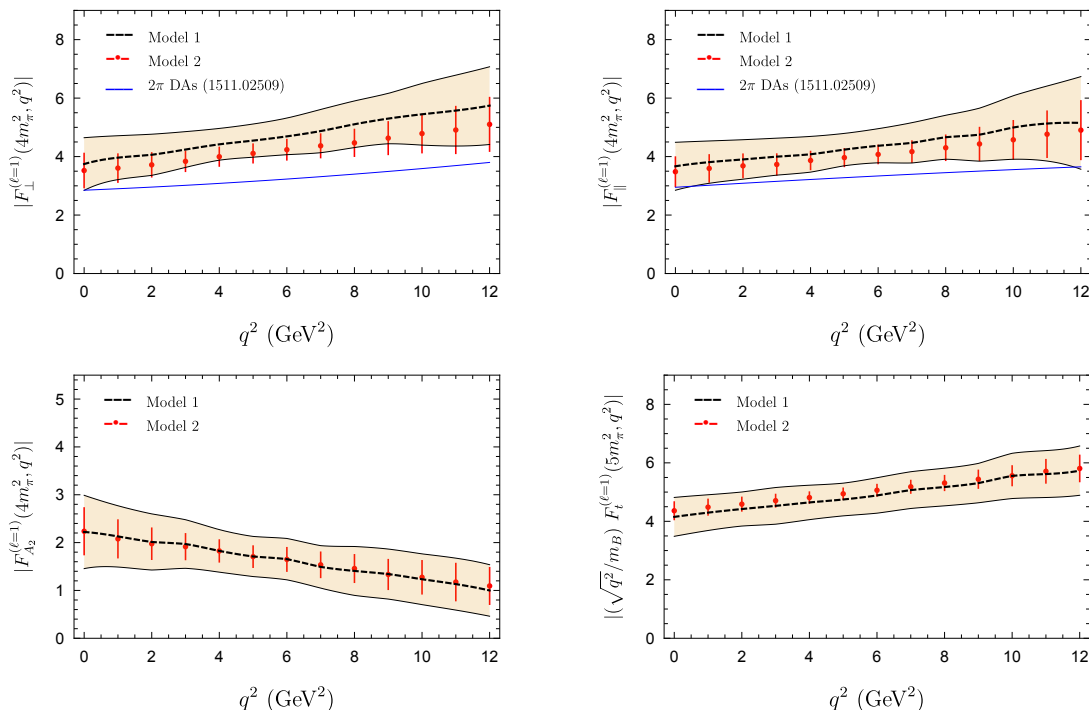 |F_⊥^{(ℓ=1)}(4m_π^2, q^2)|
8
6
4
2
0
Model 1
Model 2
2π DAs (1511.02509)
0 2 4 6 8 10 12
q^2 (GeV^2)
|F_∥^{(ℓ=1)}(4m_π^2, q^2)|
8
6
4
2
0
Model 1
Model 2
2π DAs (1511.02509)
0 2 4 6 8 10 12
q^2 (GeV^2)
|F_{A_2}^{(ℓ=1)}(4m_π^2, q^2)|
5
4
3
2
1
0
Model 1
Model 2
0 2 4 6 8 10 12
q^2 (GeV^2)
|(√q^2/m_B) F_t^{(ℓ=1)}(5m_π^2, q^2)|
8
6
4
2
0
Model 1
Model 2
0 2 4 6 8 10 12
q^2 (GeV^2)